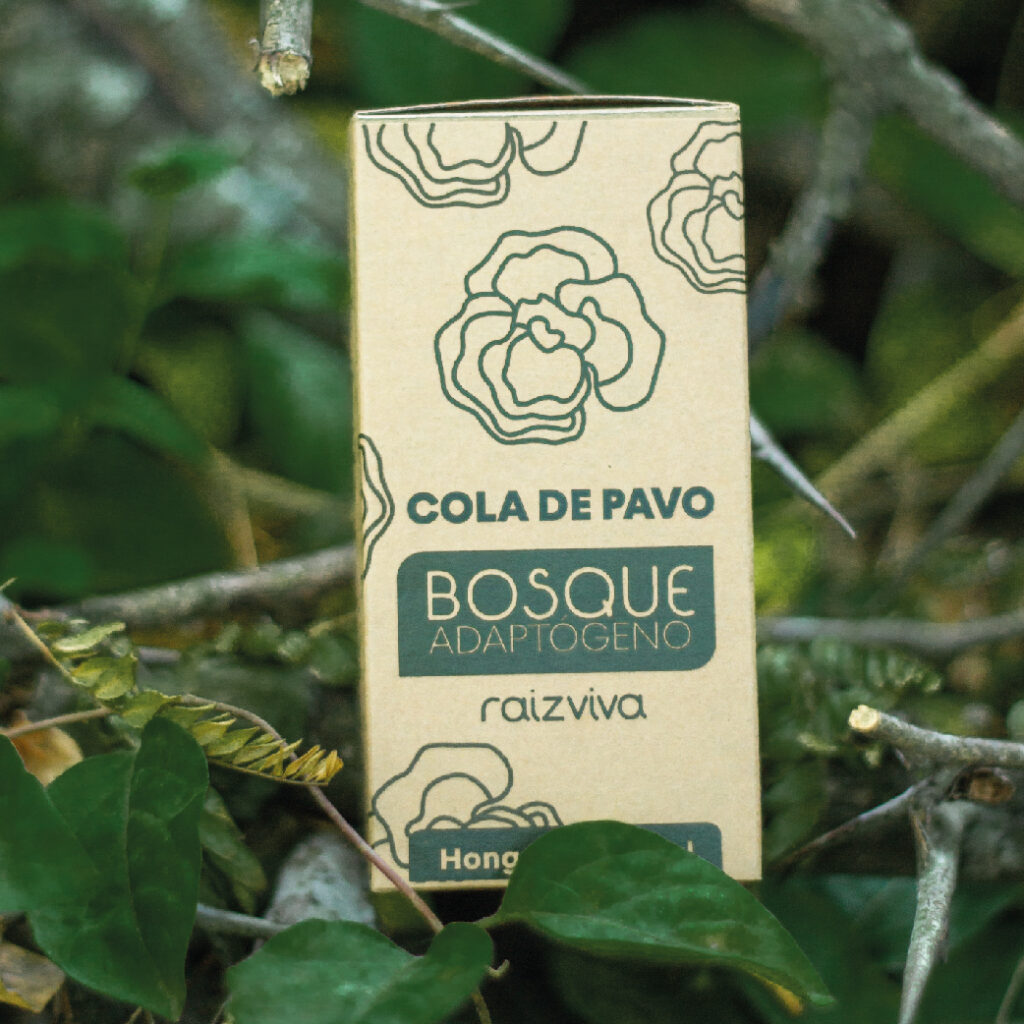 COLA DE PAVO
BOSQUE
ADAPTÓGENO
raizviva